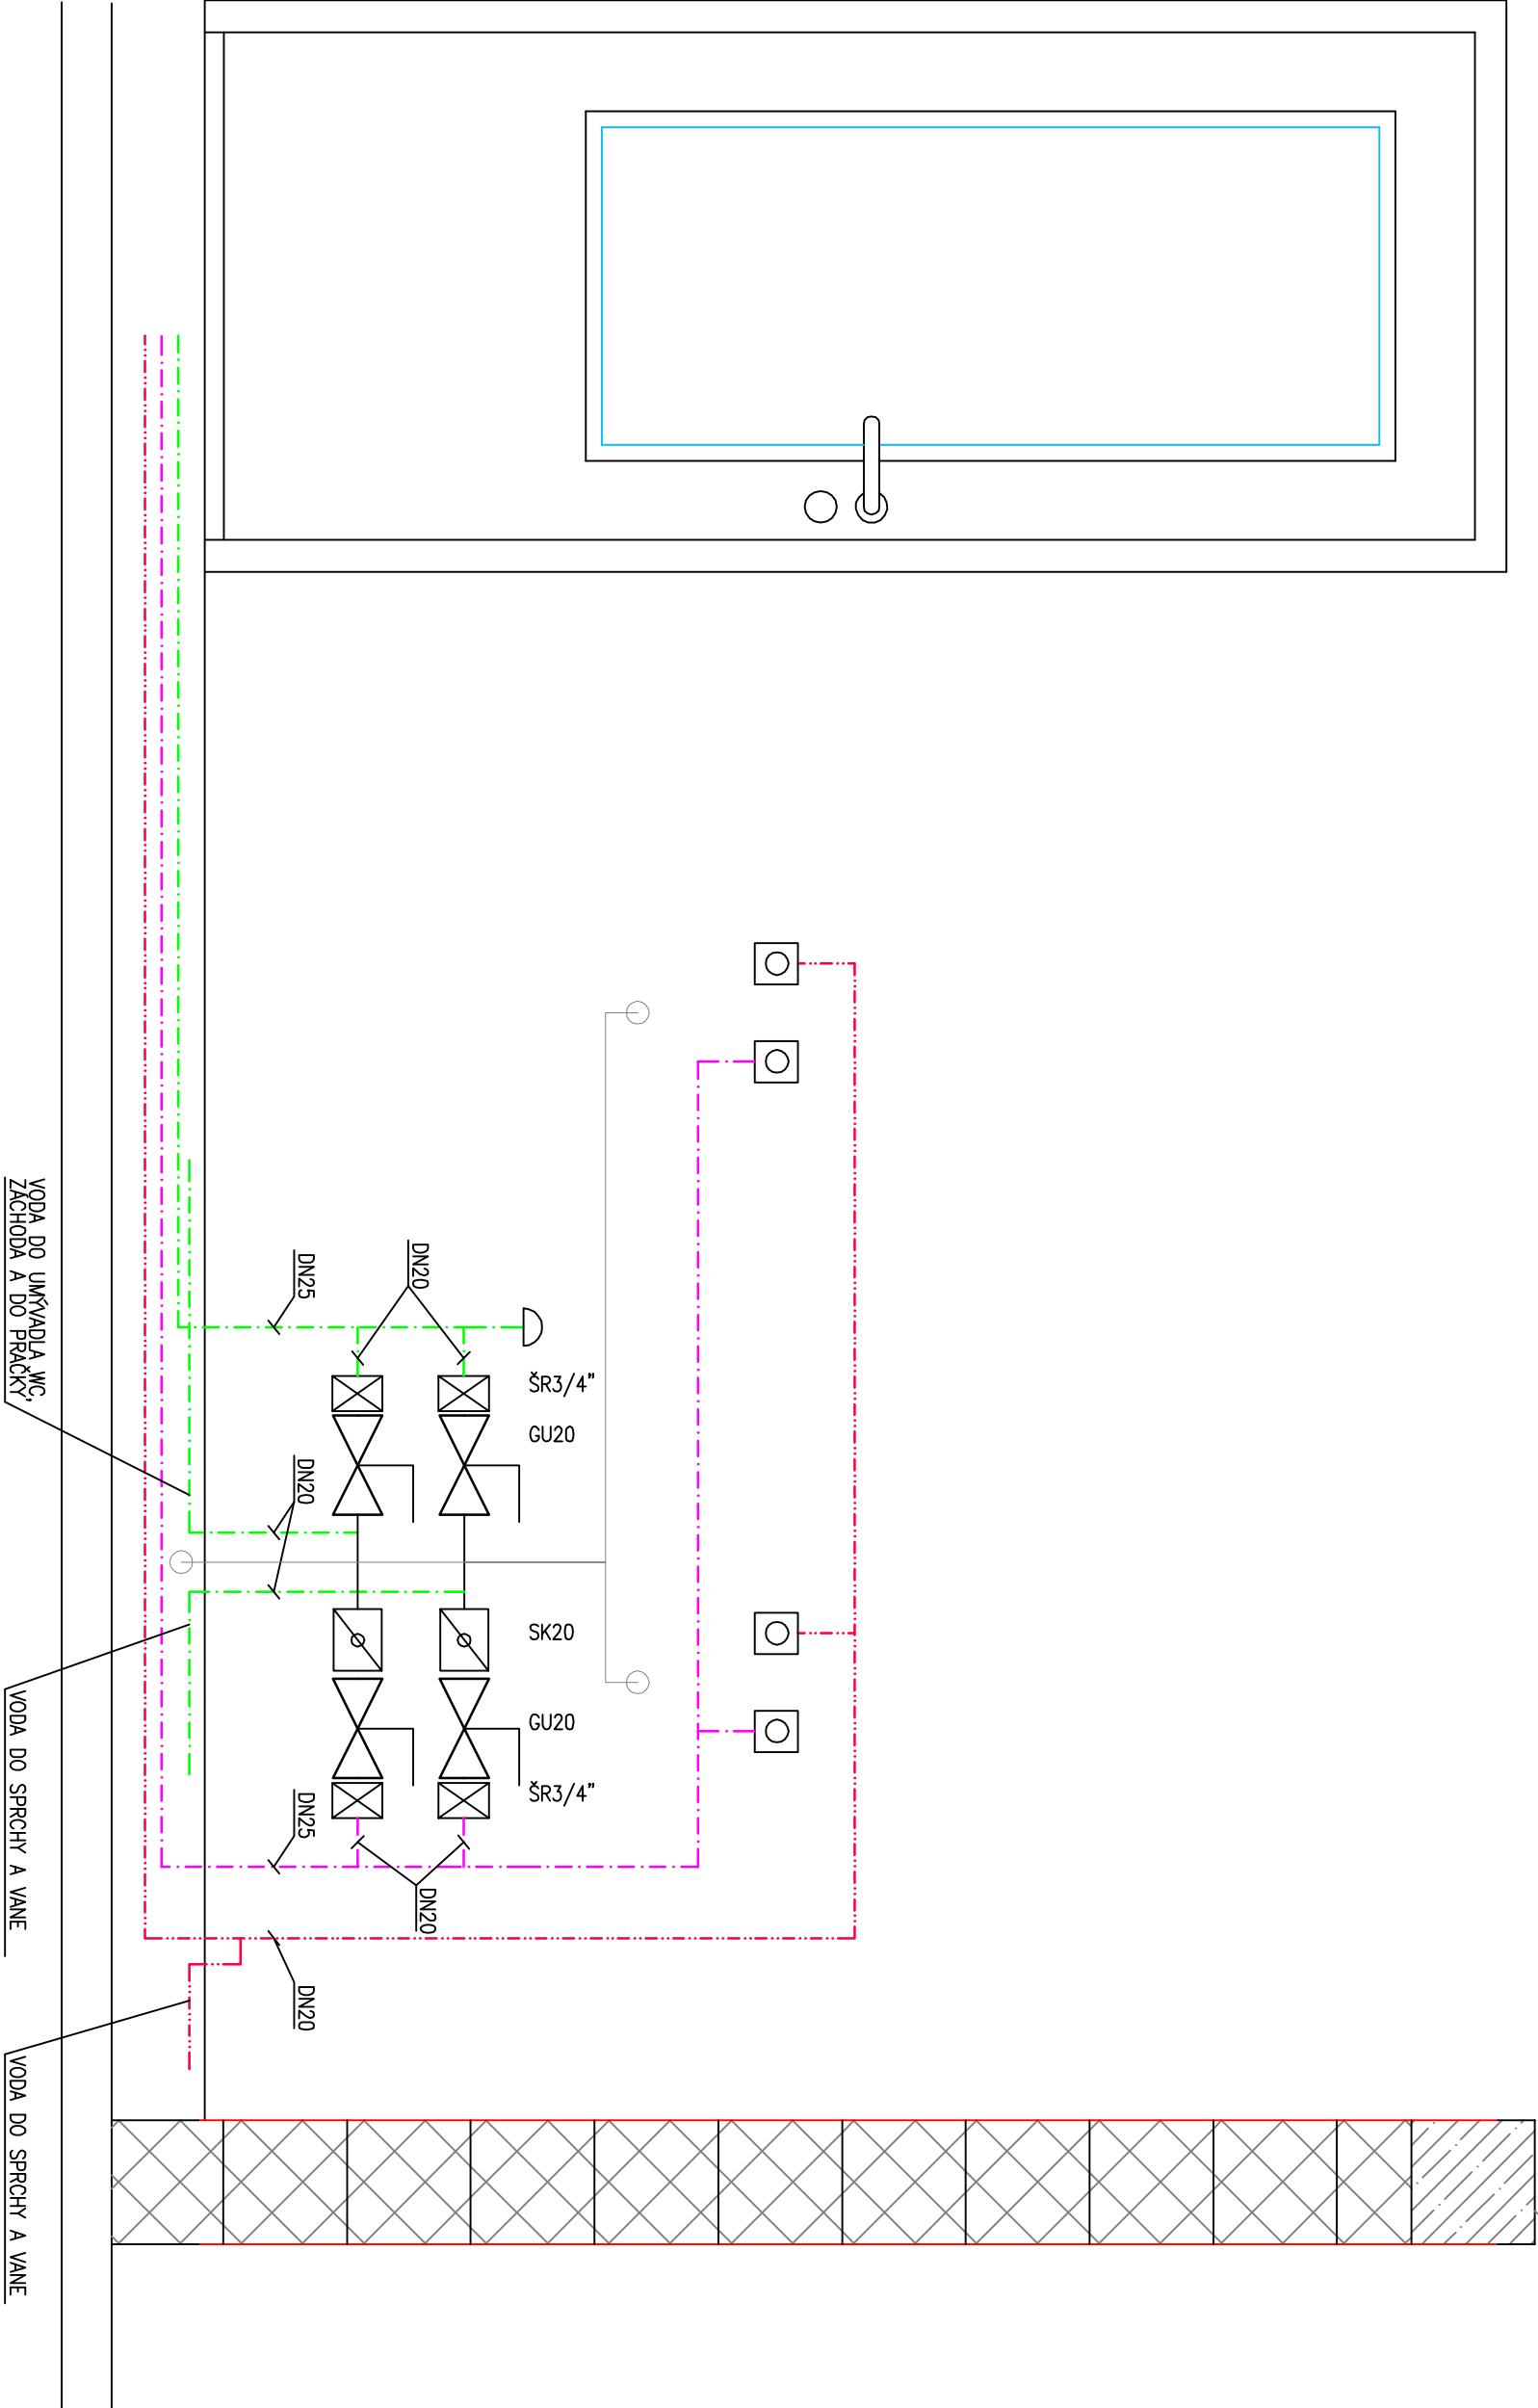 VODA DO UMÝVADLA WC,
ZÁCHODA A DO PRAČKY
DN25
DN20
ŠR3/4"
GU20
DN20
SK20
VODA DO SPRCHY A VANE
GU20
ŠR3/4"
DN25
DN20
DN20
VODA DO SPRCHY A VANE